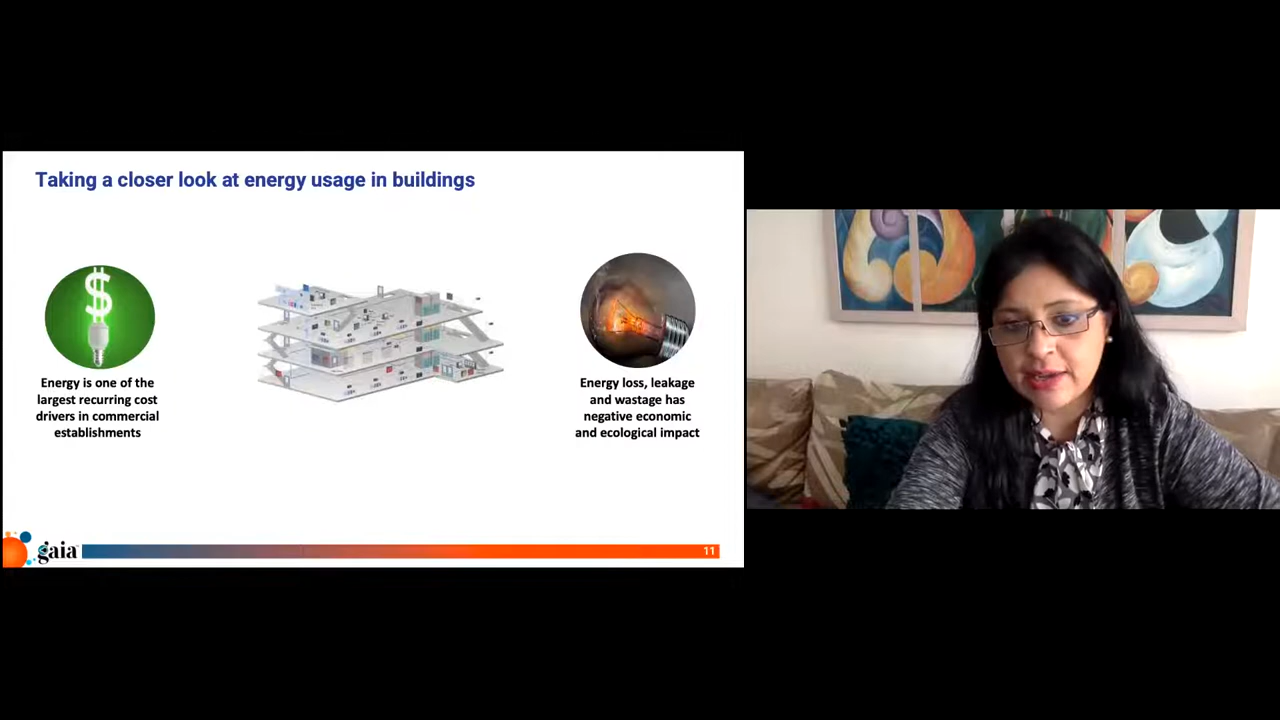 Taking a closer look at energy usage in buildings
Energy is one of the
largest recurring cost
drivers in commercial
establishments
Energy loss, leakage
and wastage has
negative economic
and ecological impact
gaia
11